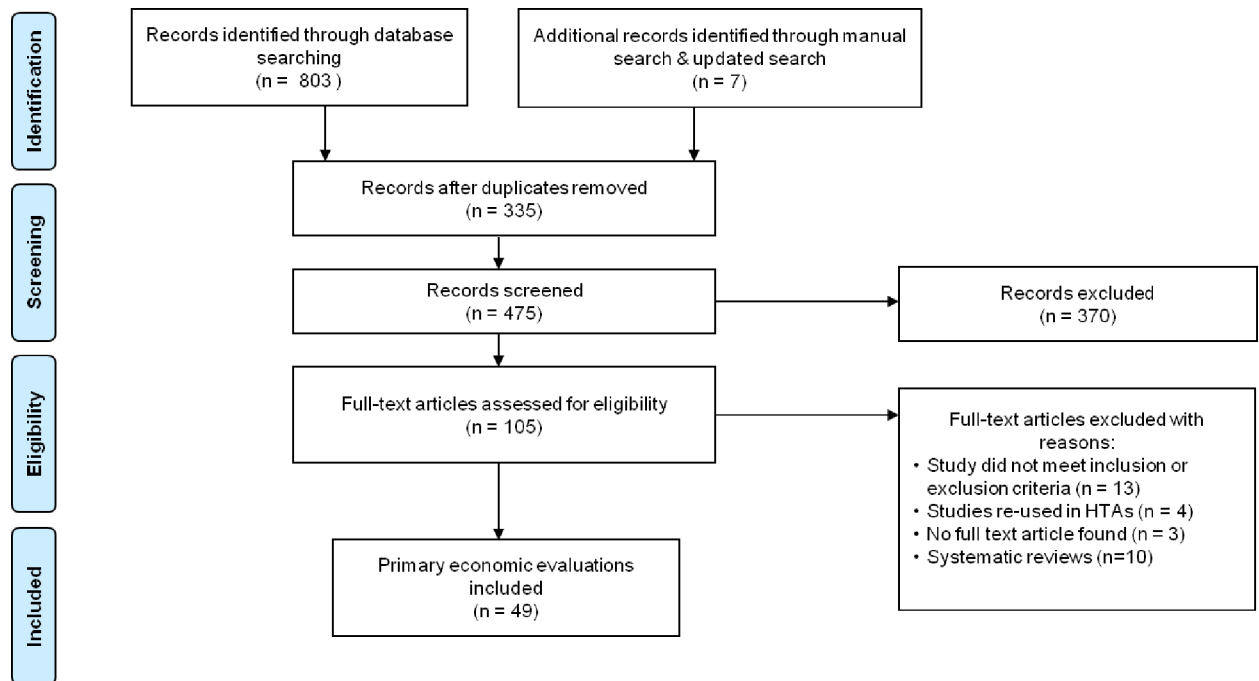 Identification
Records identified through database
searching
(n = 803 )
Additional records identified through manual
search & updated search
(n = 7)
Records after duplicates removed
(n = 335)
Screening
Records screened
(n = 475)
Records excluded
(n = 370)
Eligibility
Full-text articles assessed for eligibility
(n = 105)
Full-text articles excluded with
reasons:
• Study did not meet inclusion or
exclusion criteria (n = 13)
• Studies re-used in HTAs (n = 4)
• No full text article found (n = 3)
• Systematic reviews (n=10)
Included
Primary economic evaluations
included
(n = 49)